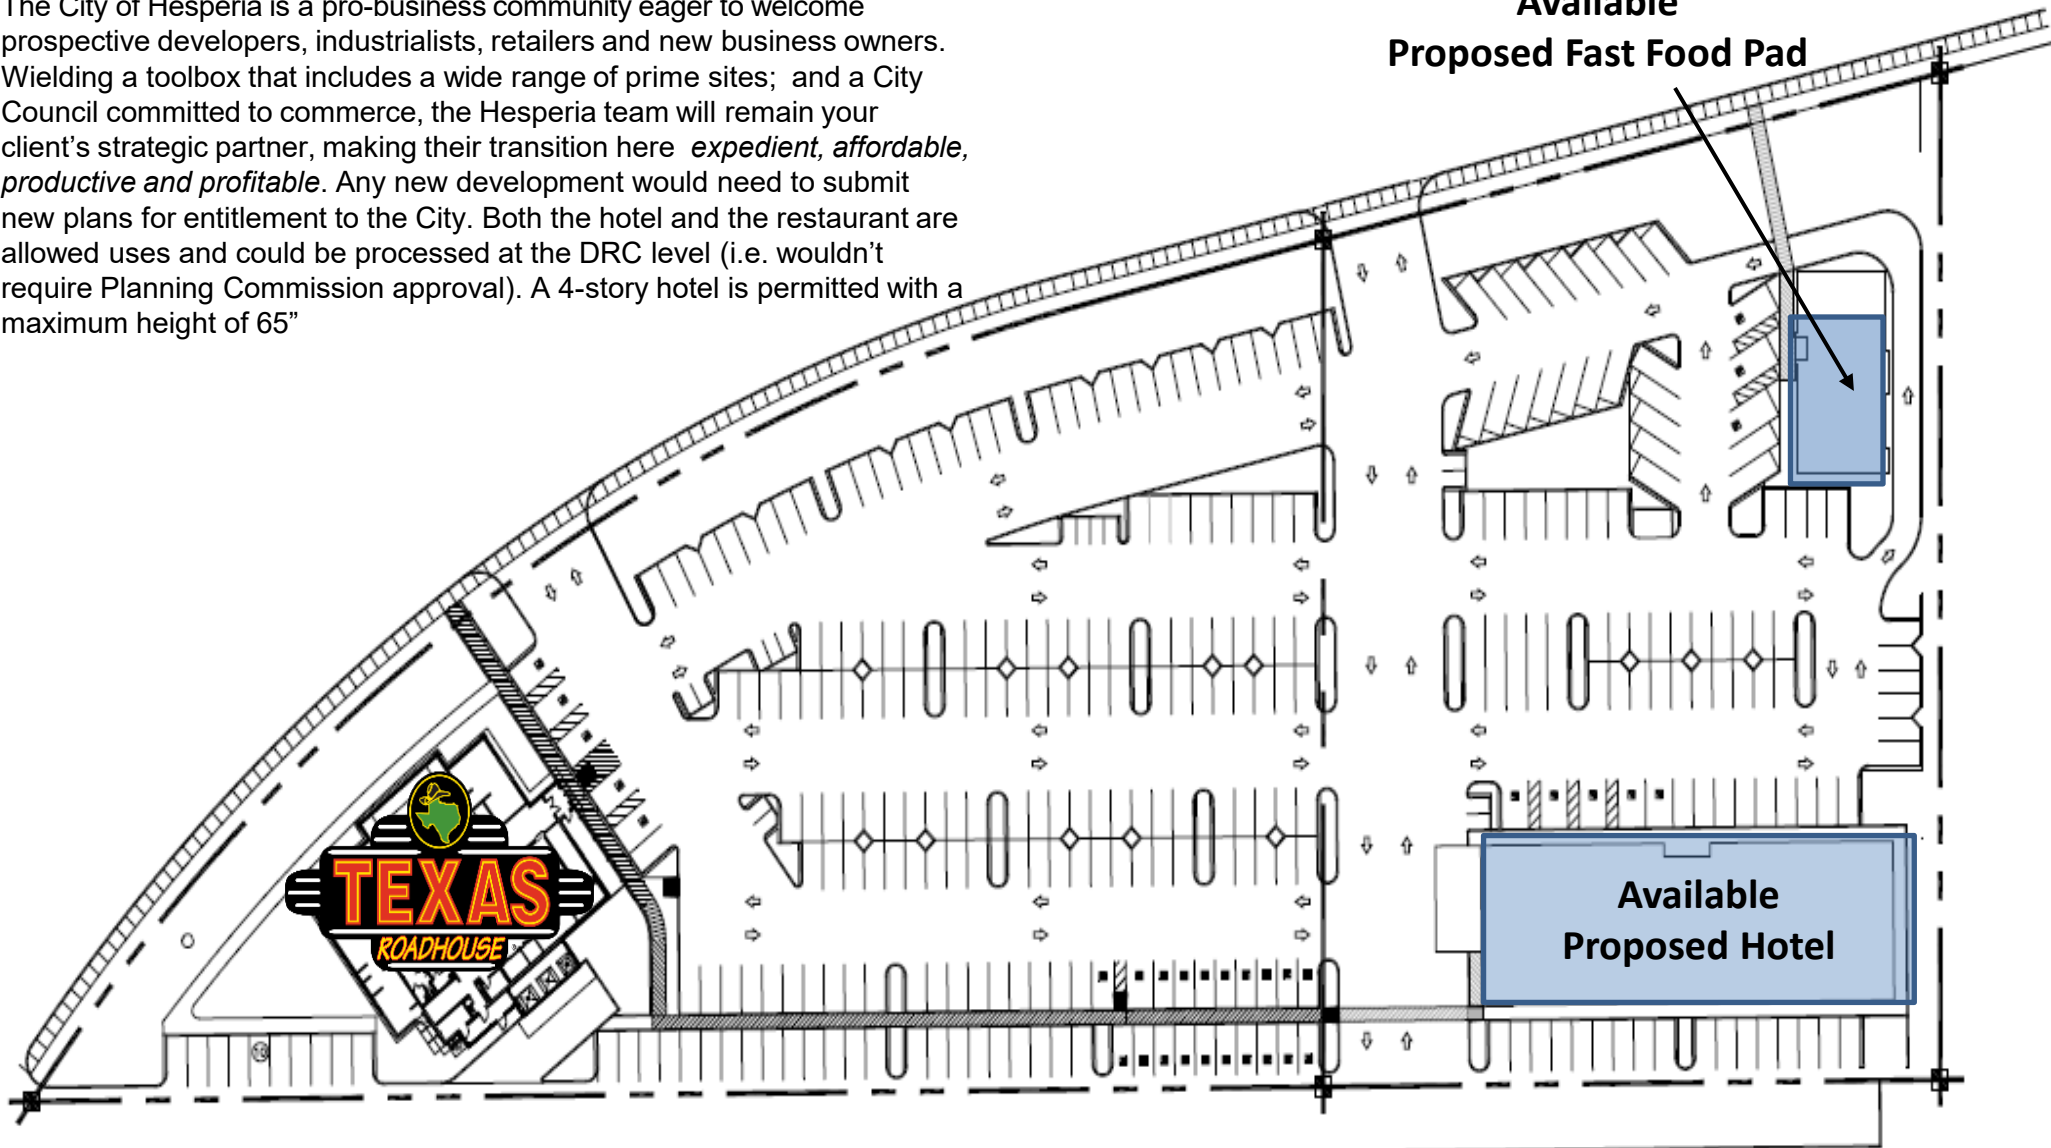 The City of Hesperia is a pro-business community eager to welcome
prospective developers, industrialists, retailers and new business owners.
Wielding a toolbox that includes a wide range of prime sites;  and a City
Council committed to commerce, the Hesperia team will remain your
client’s strategic partner, making their transition here  expedient, affordable,
productive and profitable. Any new development would need to submit
new plans for entitlement to the City. Both the hotel and the restaurant are
allowed uses and could be processed at the DRC level (i.e. wouldn’t
require Planning Commission approval). A 4-story hotel is permitted with a
maximum height of 65”
Available
Proposed Fast Food Pad
TEXAS
ROADHOUSE
Available
Proposed Hotel